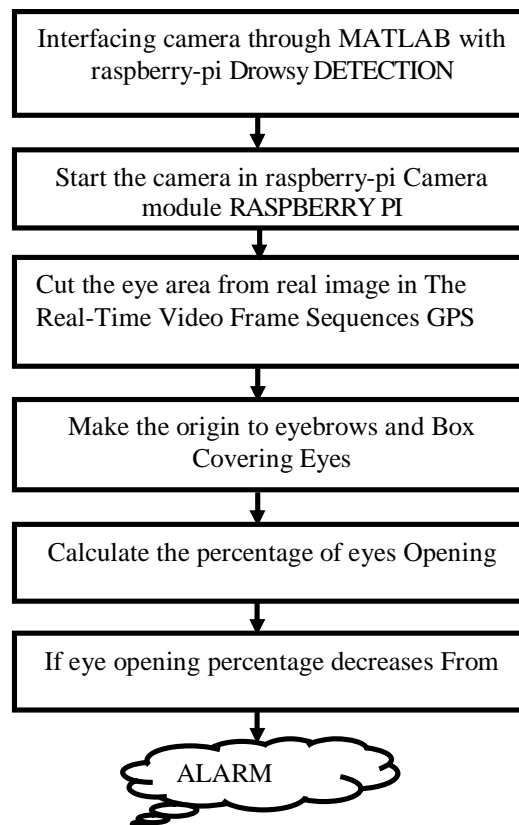 Interfacing camera through MATLAB with
raspberry-pi Drowsy DETECTION
Start the camera in raspberry-pi Camera
module RASPBERRY PI
Cut the eye area from real image in The
Real-Time Video Frame Sequences GPS
Make the origin to eyebrows and Box
Covering Eyes
Calculate the percentage of eyes Opening
If eye opening percentage decreases From
ALARM